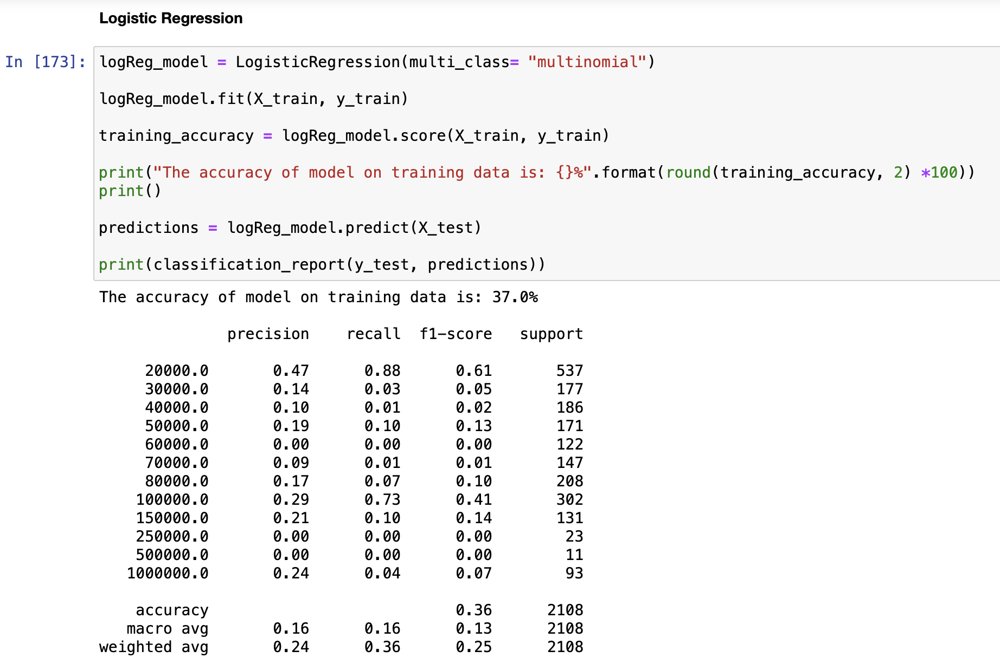 Logistic Regression
In [173]: logReg_model = LogisticRegression(multi_class= "multinomial")
logReg_model.fit(X_train, y_train)
training_accuracy = logReg_model.score(X_train, y_train)
print("The accuracy of model on training data is: {}%".format(round(training_accuracy, 2) *100))
print()
predictions = logReg_model.predict(X_test)
print(classification_report(y_test, predictions))
The accuracy of model on training data is: 37.0%
precision recall f1-score support
20000.0 0.47 0.88 0.61 537
30000.0 0.14 0.03 0.05 177
40000.0 0.10 0.01 0.02 186
50000.0 0.19 0.10 0.13 171
60000.0 0.00 0.00 0.00 122
70000.0 0.09 0.01 0.01 147
80000.0 0.17 0.07 0.10 208
100000.0 0.29 0.73 0.41 302
150000.0 0.21 0.10 0.14 131
250000.0 0.00 0.00 0.00 23
500000.0 0.00 0.00 0.00 11
1000000.0 0.24 0.04 0.07 93
accuracy 0.36 2108
macro avg 0.16 0.16 0.13 2108
weighted avg 0.24 0.36 0.25 2108